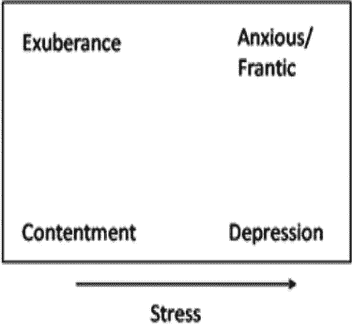 Exuberance
Anxious/
Frantic
Contentment
Depression
Stress